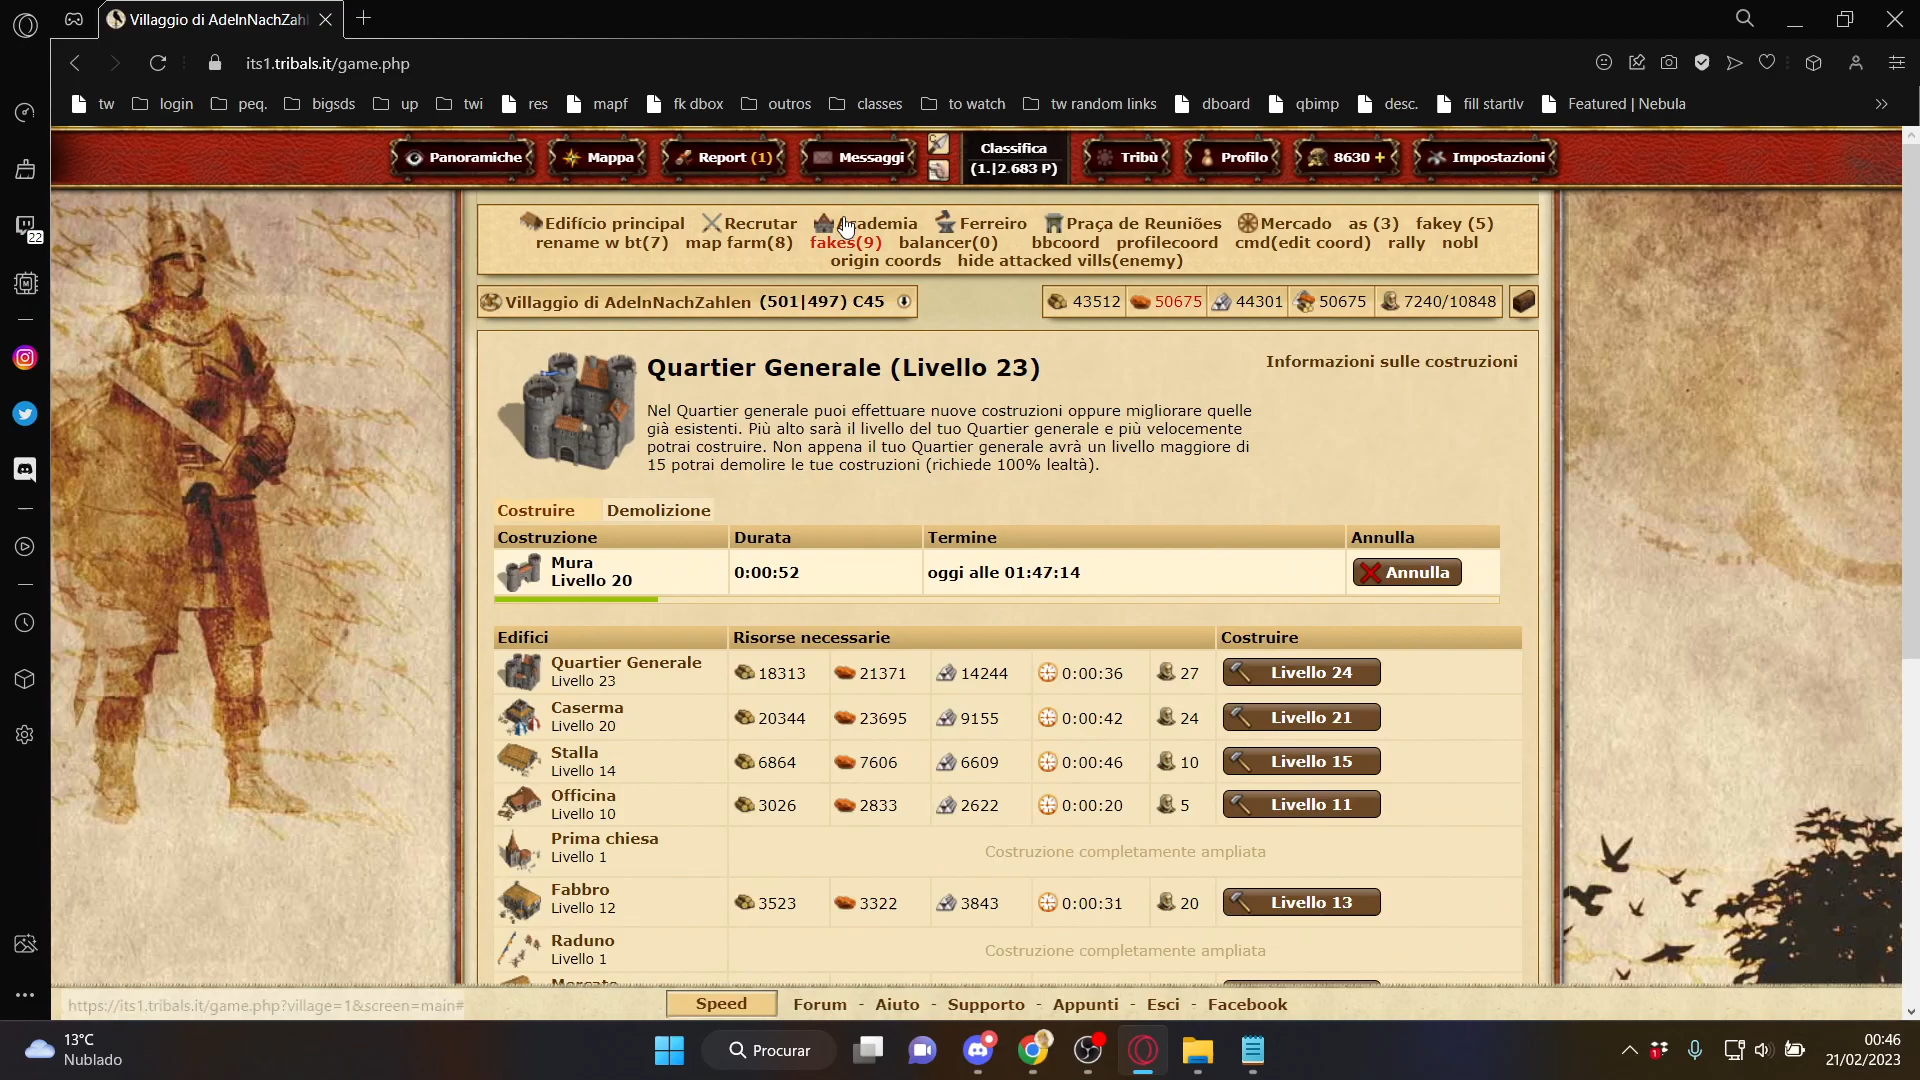 Villaggio di AdelnNachZahl
its1.tribals.it/game.php
tw login peq. bigsds up twi res mapf fk dbox outros classes to watch tw random links dboard qbimp desc. fill startlv Featured | Nebula
Panoramiche Mappa Report (1) Messaggi Classifica Tribù Profilo 8630 + Impostazioni
(1.|2.683 P)
Edifício principal Recrutar Academia Ferreiro Praça de Reuniões Mercado as (3) fakey (5)
rename w bt(7) map farm(8) fakes(9) balancer(0) bbcoord profilecoord cmd(edit coord) rally nobl
origin coords hide attacked vills(enemy)
Villaggio di AdelnNachZahlen (501|497) C45 43512 50675 44301 50675 7240/10848
22
Quartier Generale (Livello 23) Informazioni sulle costruzioni
Nel Quartier generale puoi effettuare nuove costruzioni oppure migliorare quelle
già esistenti. Più alto sarà il livello del tuo Quartier generale e più velocemente
potrai costruire. Non appena il tuo Quartier generale avrà un livello maggiore di
15 potrai demolire le tue costruzioni (richiede 100% lealtà).
Costruire Demolizione
Costruzione Durata Termine Annulla
Mura
Livello 20 0:00:52 oggi alle 01:47:14 Annulla
Edifici Risorse necessarie Costruire
Quartier Generale
Livello 23 18313 21371 14244 0:00:36 27 Livello 24
Caserma
Livello 20 20344 23695 9155 0:00:42 24 Livello 21
Stalla
Livello 14 6864 7606 6609 0:00:46 10 Livello 15
Officina
Livello 10 3026 2833 2622 0:00:20 5 Livello 11
Prima chiesa
Livello 1 Costruzione completamente ampliata
Fabbro
Livello 12 3523 3322 3843 0:00:31 20 Livello 13
Raduno
Livello 1 Costruzione completamente ampliata
Mercato
https://its1.tribals.it/game.php?village=1&screen=main#
Speed Forum - Aiuto - Supporto - Appunti - Esci - Facebook
13°C
Nublado
Procurar
00:46
21/02/2023